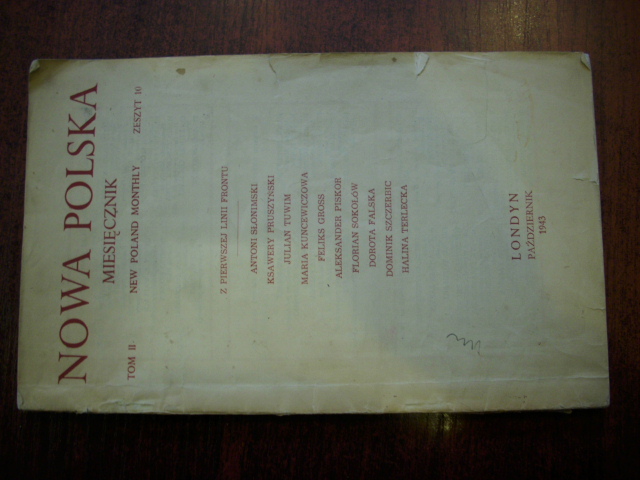 NOWA POLSKA
MIESIĘCZNIK
TOM II NEW POLAND MONTHLY ZESZYT 10
Z PIERWSZEJ LINII FRONTU
ANTONI SŁONIMSKI
KSAWERY PRUSZYŃSKI
JULIAN TUWIM
MARIA KUNCEWICZOWA
FELIKS GROSS
ALEKSANDER PISKOR
FLORIAN SOKOŁÓW
DOROTA FALSKA
DOMINIK SZCZERBIC
HALINA TERLECKA
LONDYN
PAŹDZIERNIK
1943